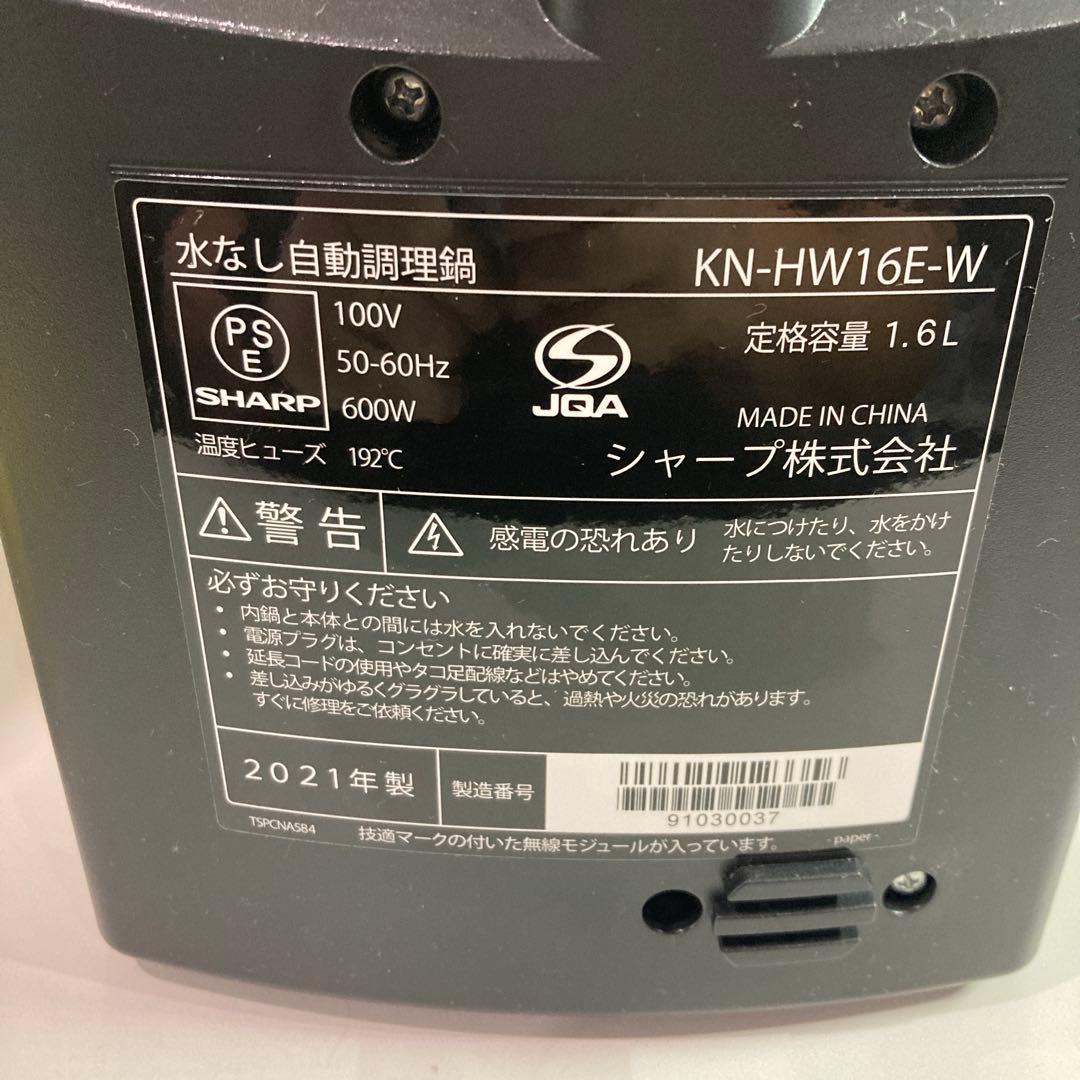 水なし自動調理鍋
KN-HW16E-W
PS
E
SHARP
100V
50-60Hz
600W
JQA
定格容量 1.6L
MADE IN CHINA
温度ヒューズ 192℃
シャープ株式会社
警告
感電の恐れあり
水につけたり、水をかけ
たりしないでください。
必ずお守りください
• 内鍋と本体との間には水を入れないでください。
• 電源プラグは、コンセントに確実に差し込んでください。
• 延長コードの使用やタコ足配線などはやめてください。
• 差し込みがゆるくグラグラしていると、過熱や火災の恐れがあります。
すぐに修理をご依頼ください。
2021年製
製造番号
91030037
TSPCNA584
技適マークの付いた無線モジュールが入っています。
-paper-